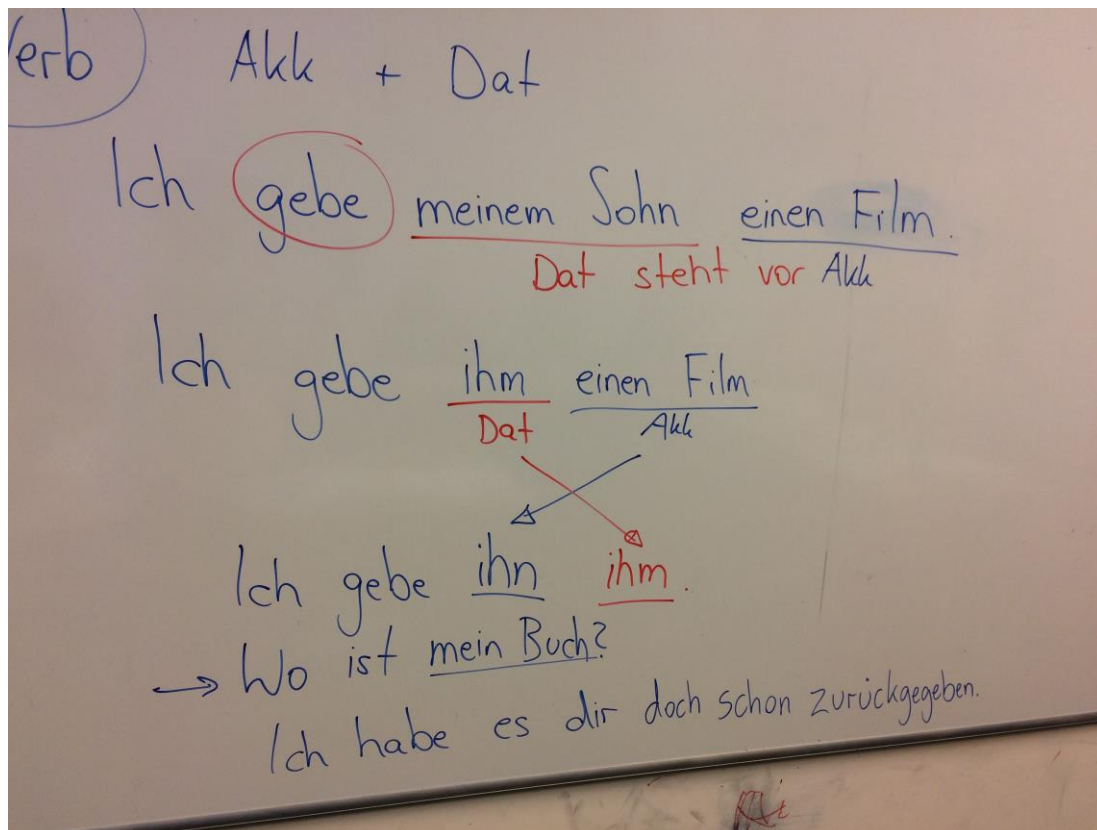 Verb Akk + Dat
Ich gebe meinem Sohn einen Film.
Dat steht vor Akk
Ich gebe ihm einen Film
Dat Akk
Ich gebe ihn ihm.
→ Wo ist mein Buch?
Ich habe es dir doch schon zurückgegeben.